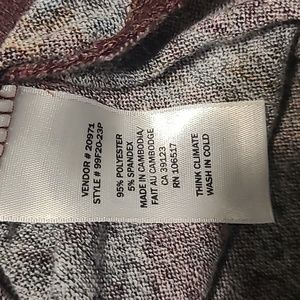 VENDOR # 20971
STYLE # 99F20-23P
95% POLYESTER
5% SPANDEX
MADE IN CAMBODIA
FAIT AU CAMBODGE
CA 39123
RN 106517
THINK CLIMATE
WASH IN COLD